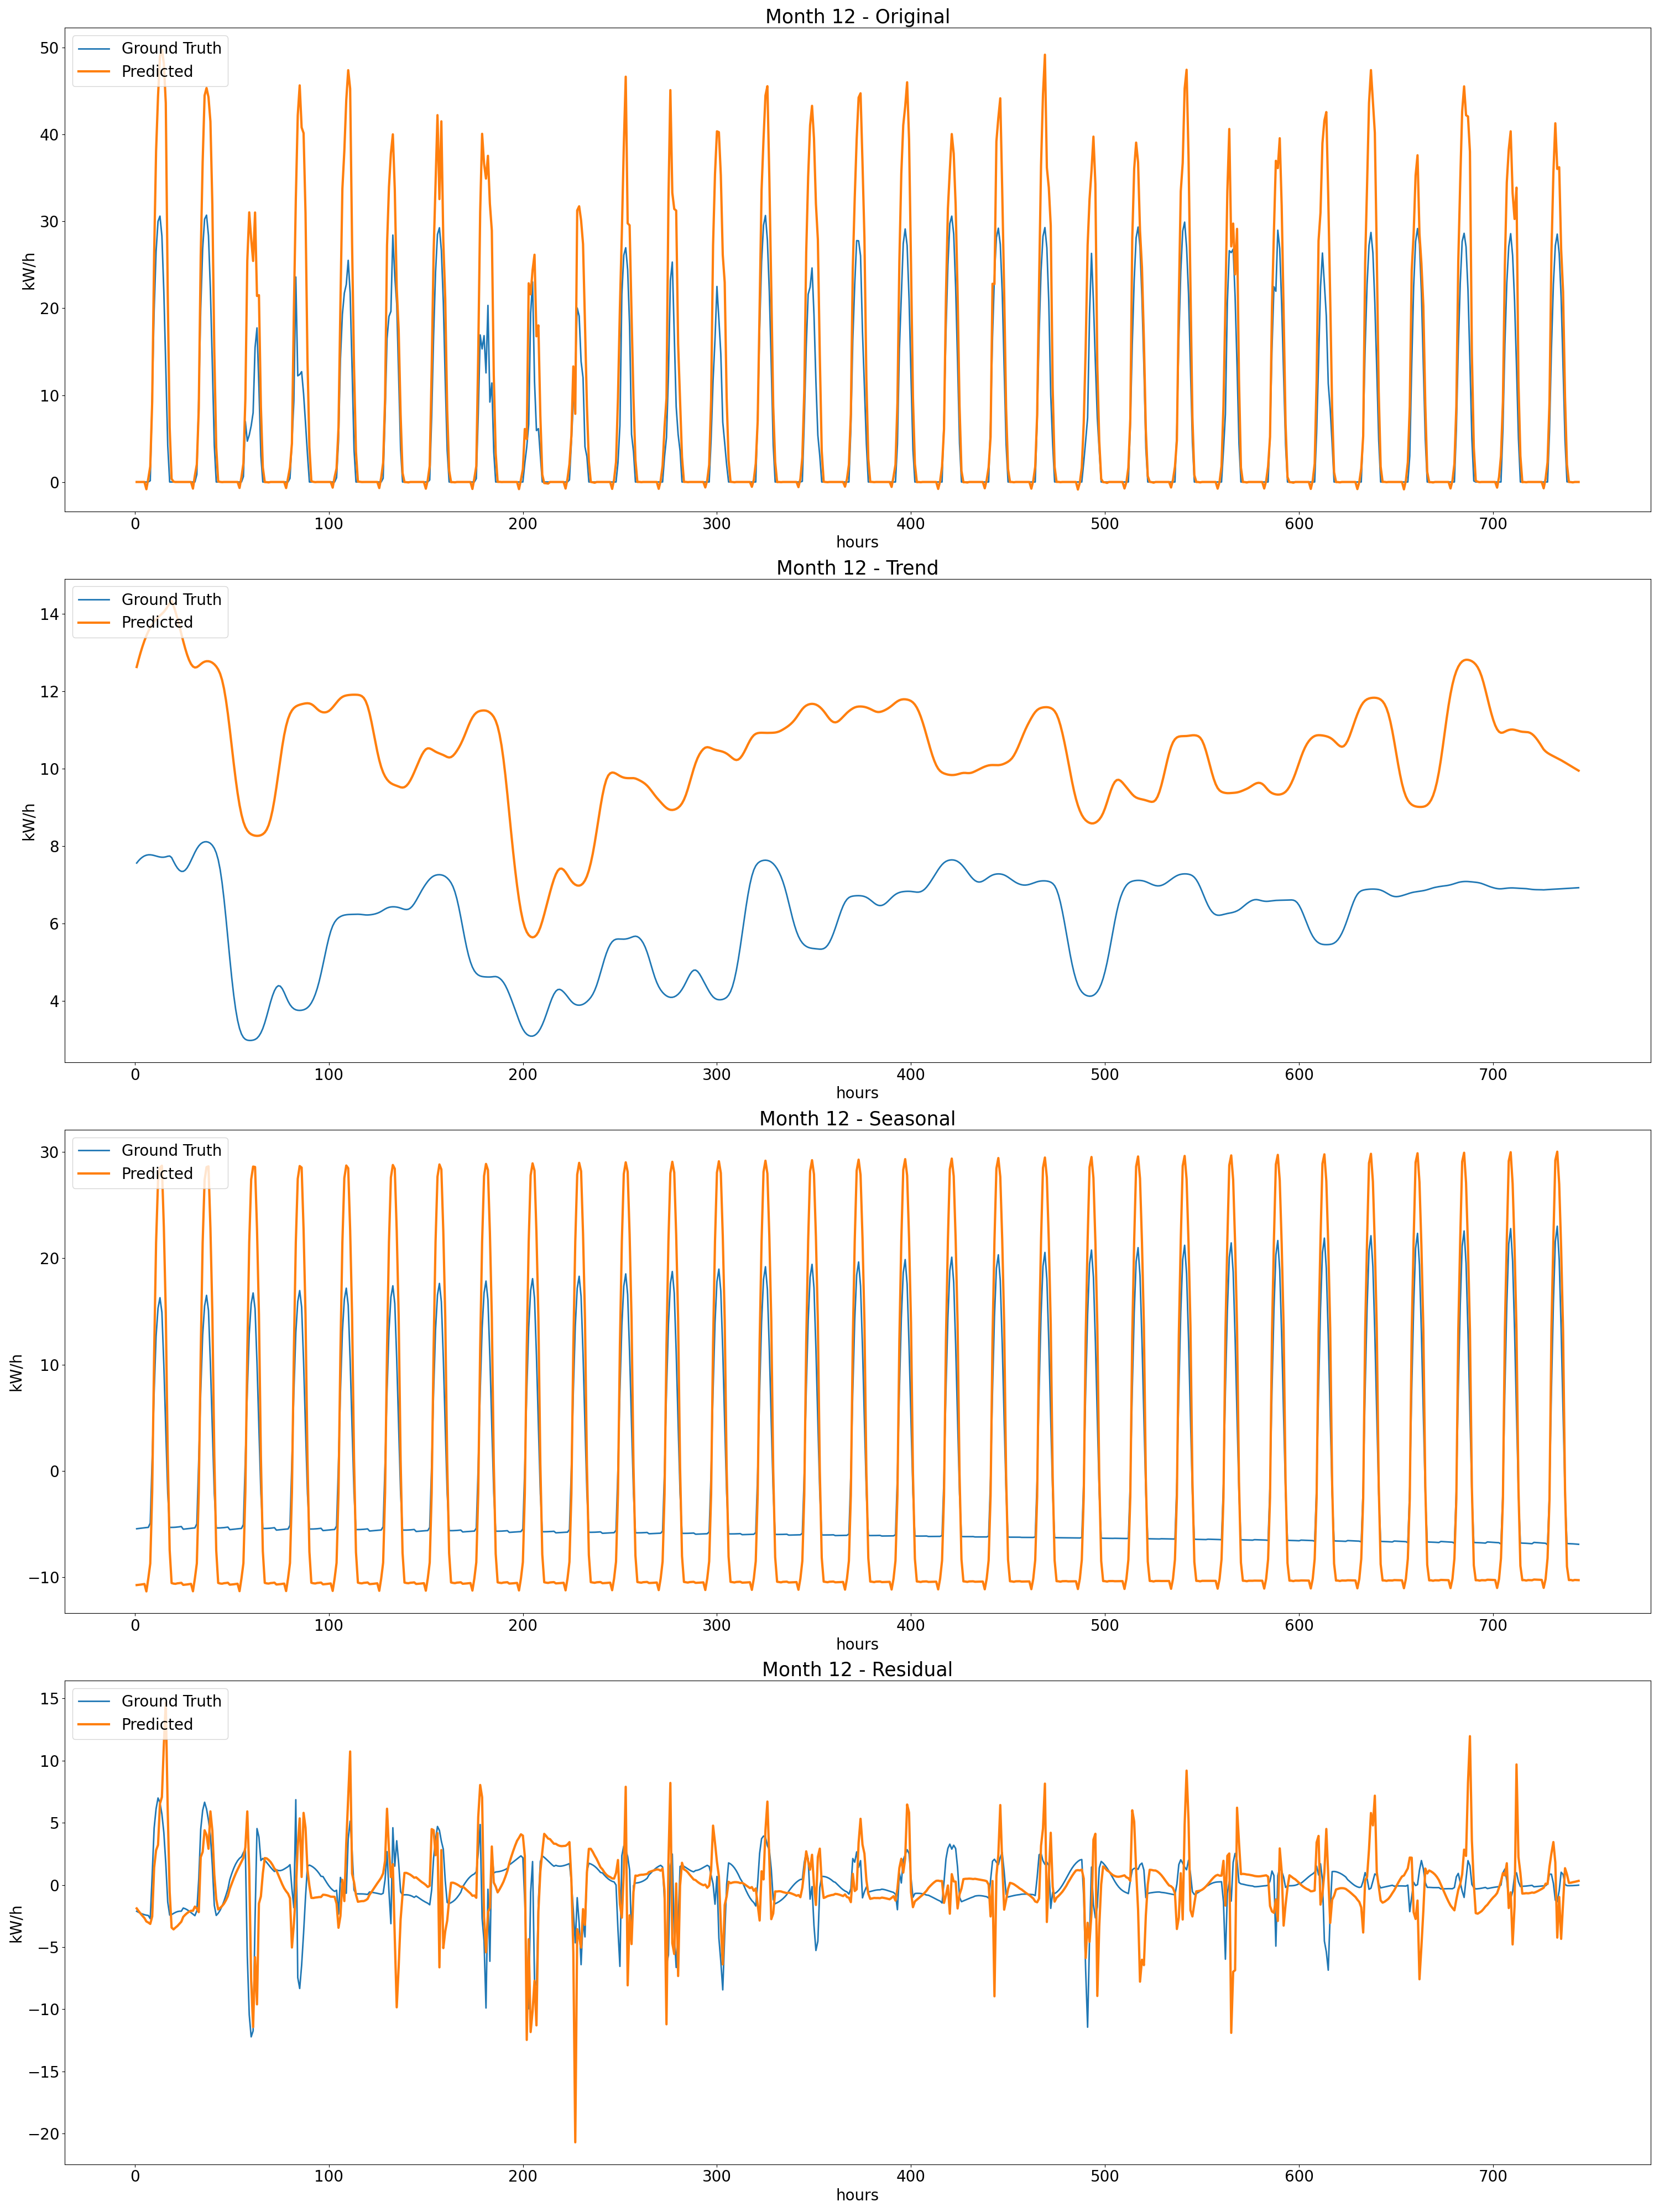 Month 12 - Original
Ground Truth
Predicted
50
40
30
20
10
0
kW/h
0 100 200 300 400 500 600 700
hours
Month 12 - Trend
Ground Truth
Predicted
14
12
10
8
6
4
kW/h
0 100 200 300 400 500 600 700
hours
Month 12 - Seasonal
Ground Truth
Predicted
30
20
10
0
−10
kW/h
0 100 200 300 400 500 600 700
hours
Month 12 - Residual
Ground Truth
Predicted
15
10
5
0
−5
−10
−15
−20
kW/h
0 100 200 300 400 500 600 700
hours